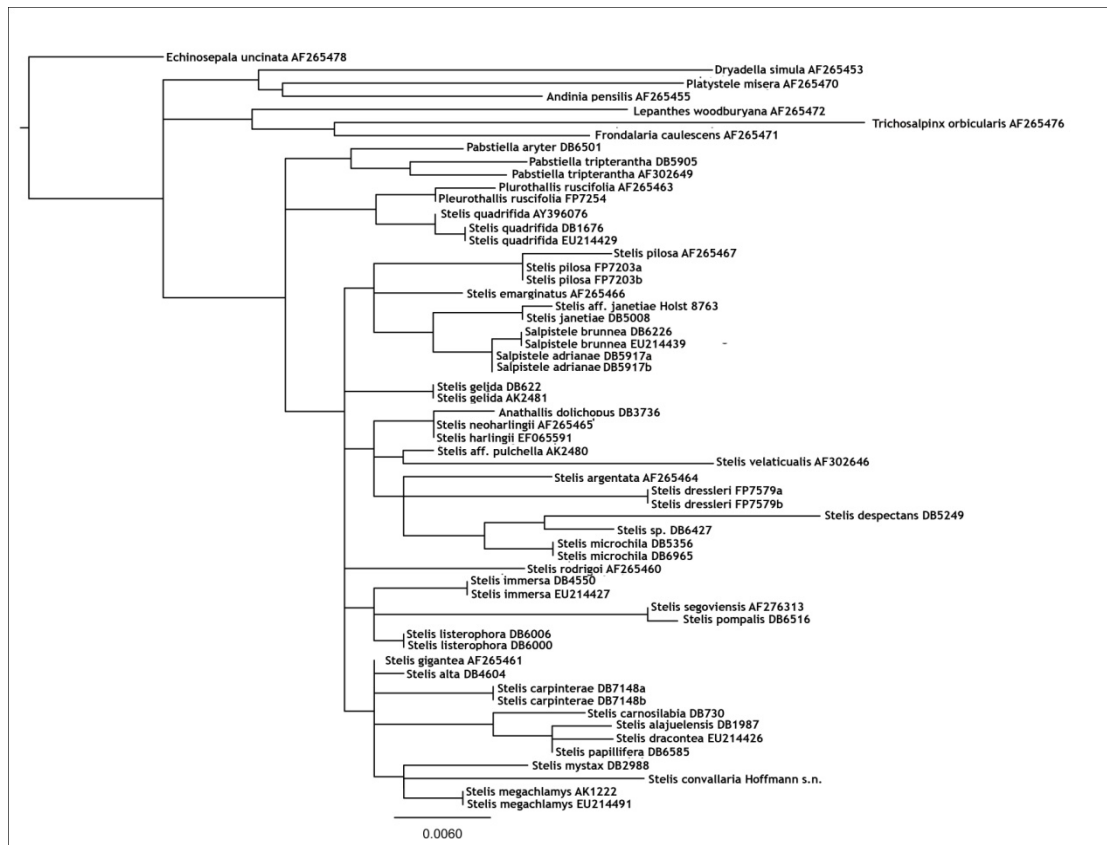 Echinosepala uncinata AF265478
Dryadella simula AF265453
Platystele misera AF265470
Andinia pensilis AF265455
Lepanthes woodburyana AF265472
Trichosalpinx orbicularis AF265476
Frondalaria caulescens AF265471
Pabstiella aryter DB6501
Pabstiella tripterantha DB5905
Pabstiella tripterantha AF302649
Plurothallis ruscifolia AF265463
Pleurothallis ruscifolia FP7254
Stelis quadrifida AY396076
Stelis quadrifida DB1676
Stelis quadrifida EU214429
Stelis pilosa AF265467
Stelis pilosa FP7203a
Stelis pilosa FP7203b
Stelis emarginatus AF265466
Stelis aff. janetiae Holst 8763
Stelis janetiae DB5008
Salpistele brunnea DB6226
Salpistele brunnea EU214439
Salpistele adrianae DB5917a
Salpistele adrianae DB5917b
Stelis gelida DB622
Stelis gelida AK2481
Anathallis dolichopus DB3736
Stelis neoharlingii AF265465
Stelis harlingii EF065591
Stelis aff. pulchella AK2480
Stelis velaticualis AF302646
Stelis argentata AF265464
Stelis dressleri FP7579a
Stelis dressleri FP7579b
Stelis despectans DB5249
Stelis sp. DB6427
Stelis microchila DB5356
Stelis microchila DB6965
Stelis rodrigoi AF265460
Stelis immersa DB4550
Stelis immersa EU214427
Stelis segoviensis AF276313
Stelis pompalis DB6516
Stelis listerophora DB6006
Stelis listerophora DB6000
Stelis gigantea AF265461
Stelis alta DB4604
Stelis carpinterae DB7148a
Stelis carpinterae DB7148b
Stelis carnosilabia DB730
Stelis alajuelensis DB1987
Stelis dracontea EU214426
Stelis papillifera DB6585
Stelis mystax DB2988
Stelis convallaria Hoffmann s.n.
Stelis megachlamys AK1222
Stelis megachlamys EU214491
0.0060